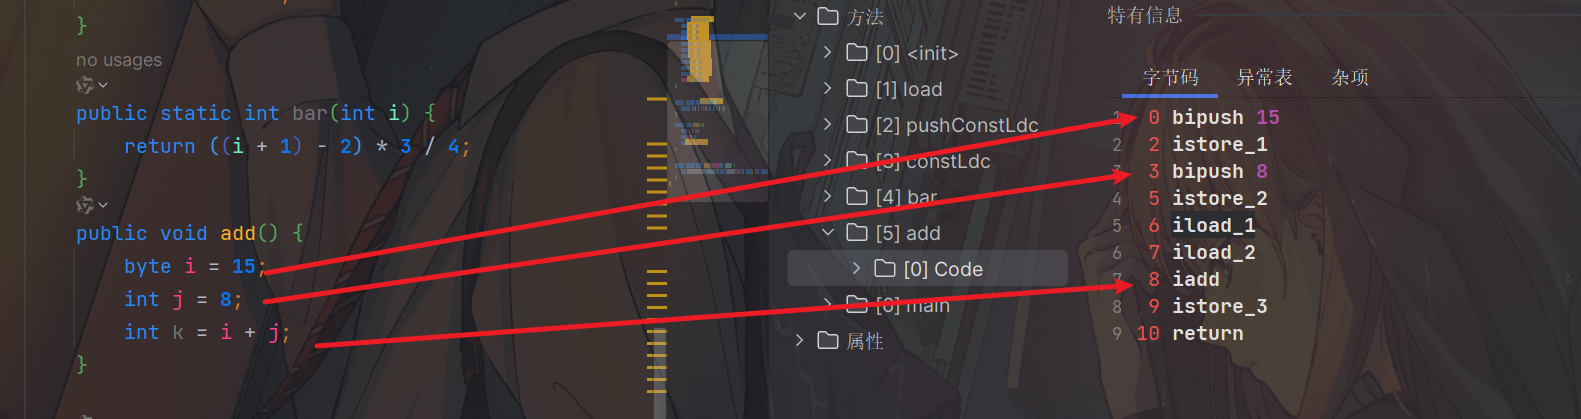 }
no usages
public static int bar(int i) {
return ((i + 1) - 2) * 3 / 4;
}
public void add() {
byte i = 15;
int j = 8;
int k = i + j;
}
方法
[0] <init>
[1] load
[2] pushConstLdc
[3] constLdc
[4] bar
[5] add
[0] Code
[6] main
属性
特有信息
字节码 异常表 杂项
1 0 bipush 15
2 2 istore_1
3 3 bipush 8
4 5 istore_2
5 6 iload_1
6 7 iload_2
7 8 iadd
8 9 istore_3
9 10 return